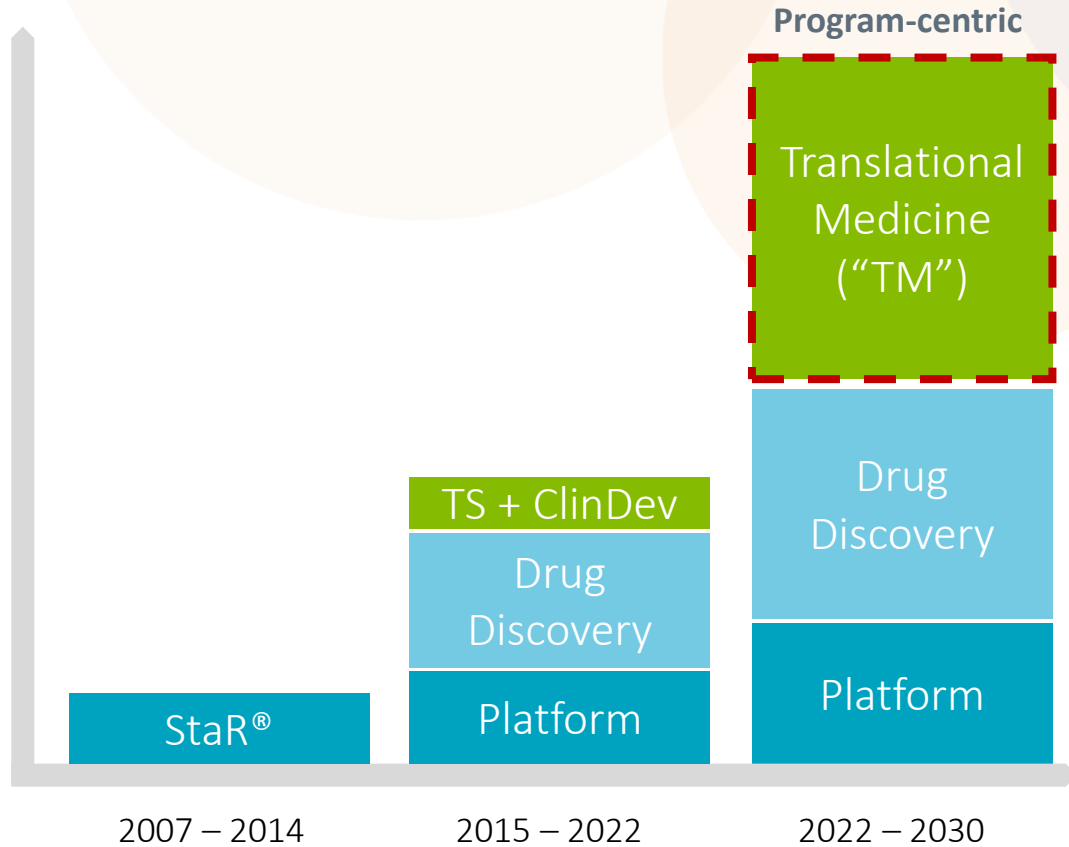 Program-centric
Translational
Medicine
(“TM”)
TS + ClinDev
Drug
Discovery
Drug
Discovery
StaR®
Platform
Platform
2007 – 2014
2015 – 2022
2022 – 2030